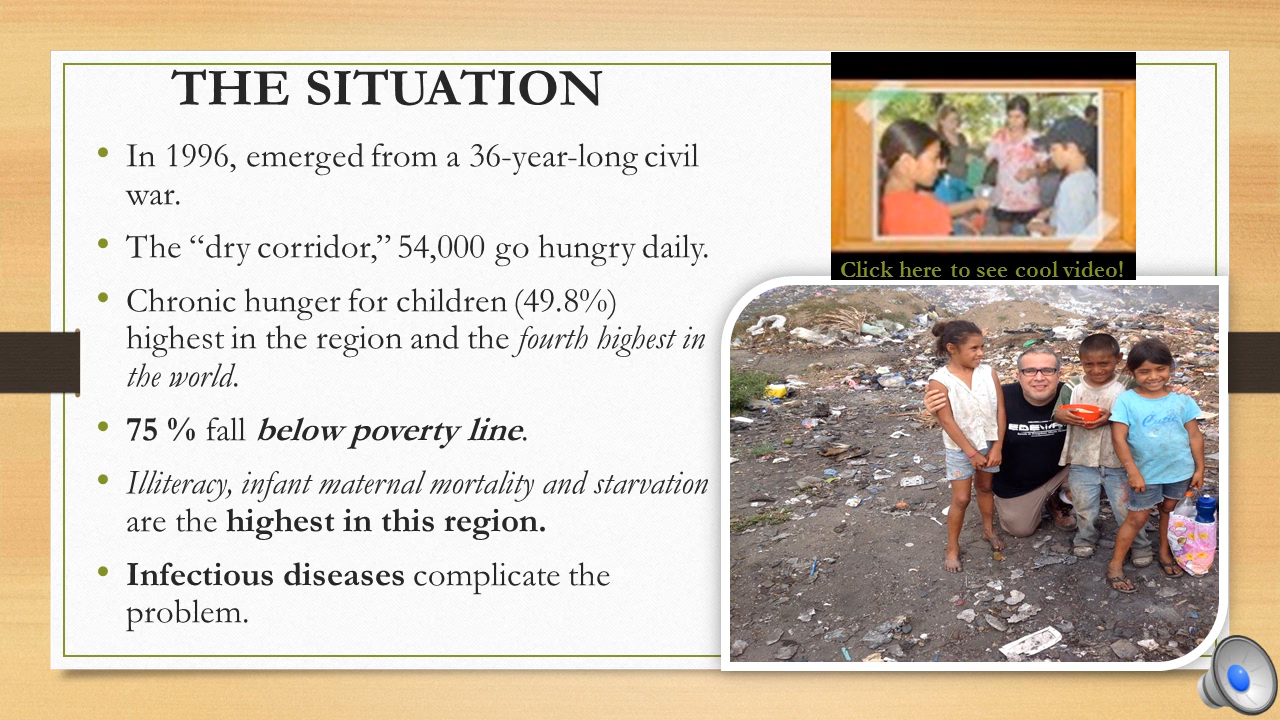 THE SITUATION
• In 1996, emerged from a 36-year-long civil
war.
• The “dry corridor,” 54,000 go hungry daily.
• Chronic hunger for children (49.8%)
highest in the region and the fourth highest in
the world.
• 75 % fall below poverty line.
• Illiteracy, infant maternal mortality and starvation
are the highest in this region.
• Infectious diseases complicate the
problem.
Click here to see cool video!